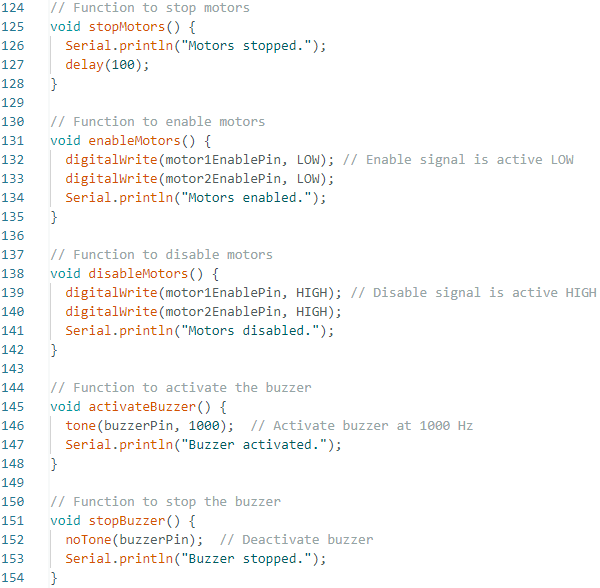 124 // Function to stop motors
125 void stopMotors() {
126   Serial.println("Motors stopped.");
127   delay(100);
128 }
129
130 // Function to enable motors
131 void enableMotors() {
132   digitalWrite(motor1EnablePin, LOW); // Enable signal is active LOW
133   digitalWrite(motor2EnablePin, LOW);
134   Serial.println("Motors enabled.");
135 }
136
137 // Function to disable motors
138 void disableMotors() {
139   digitalWrite(motor1EnablePin, HIGH); // Disable signal is active HIGH
140   digitalWrite(motor2EnablePin, HIGH);
141   Serial.println("Motors disabled.");
142 }
143
144 // Function to activate the buzzer
145 void activateBuzzer() {
146   tone(buzzerPin, 1000);  // Activate buzzer at 1000 Hz
147   Serial.println("Buzzer activated.");
148 }
149
150 // Function to stop the buzzer
151 void stopBuzzer() {
152   noTone(buzzerPin);  // Deactivate buzzer
153   Serial.println("Buzzer stopped.");
154 }